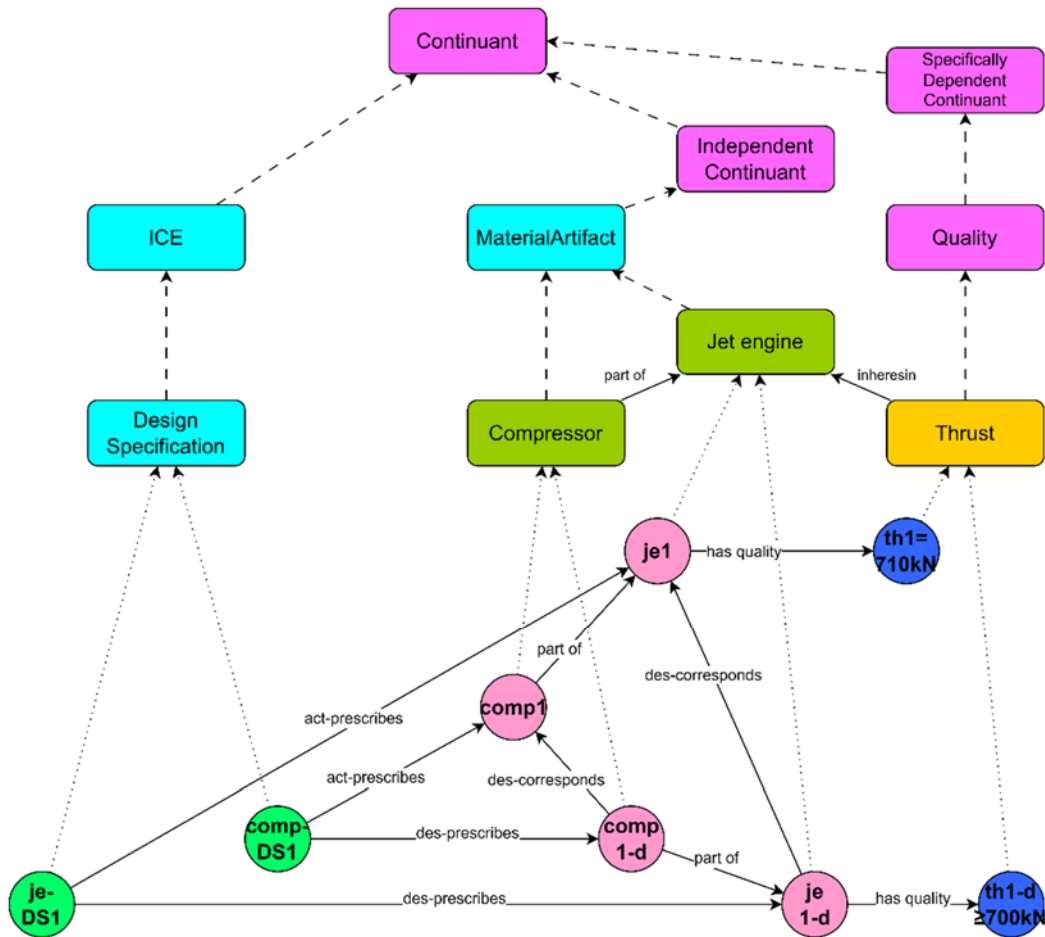 Continuant
Specifically
Dependent
Continuant
Independent
Continuant
ICE
MaterialArtifact
Quality
Jet engine
part of
inheresin
Design
Specification
Compressor
Thrust
je1
has quality
th1=
710kN
part of
des-corresponds
comp1
act-prescribes
act-prescribes
des-corresponds
comp-
DS1
des-prescribes
comp
1-d
part of
je-
DS1
des-prescribes
je
1-d
has quality
th1-d
≥700kN